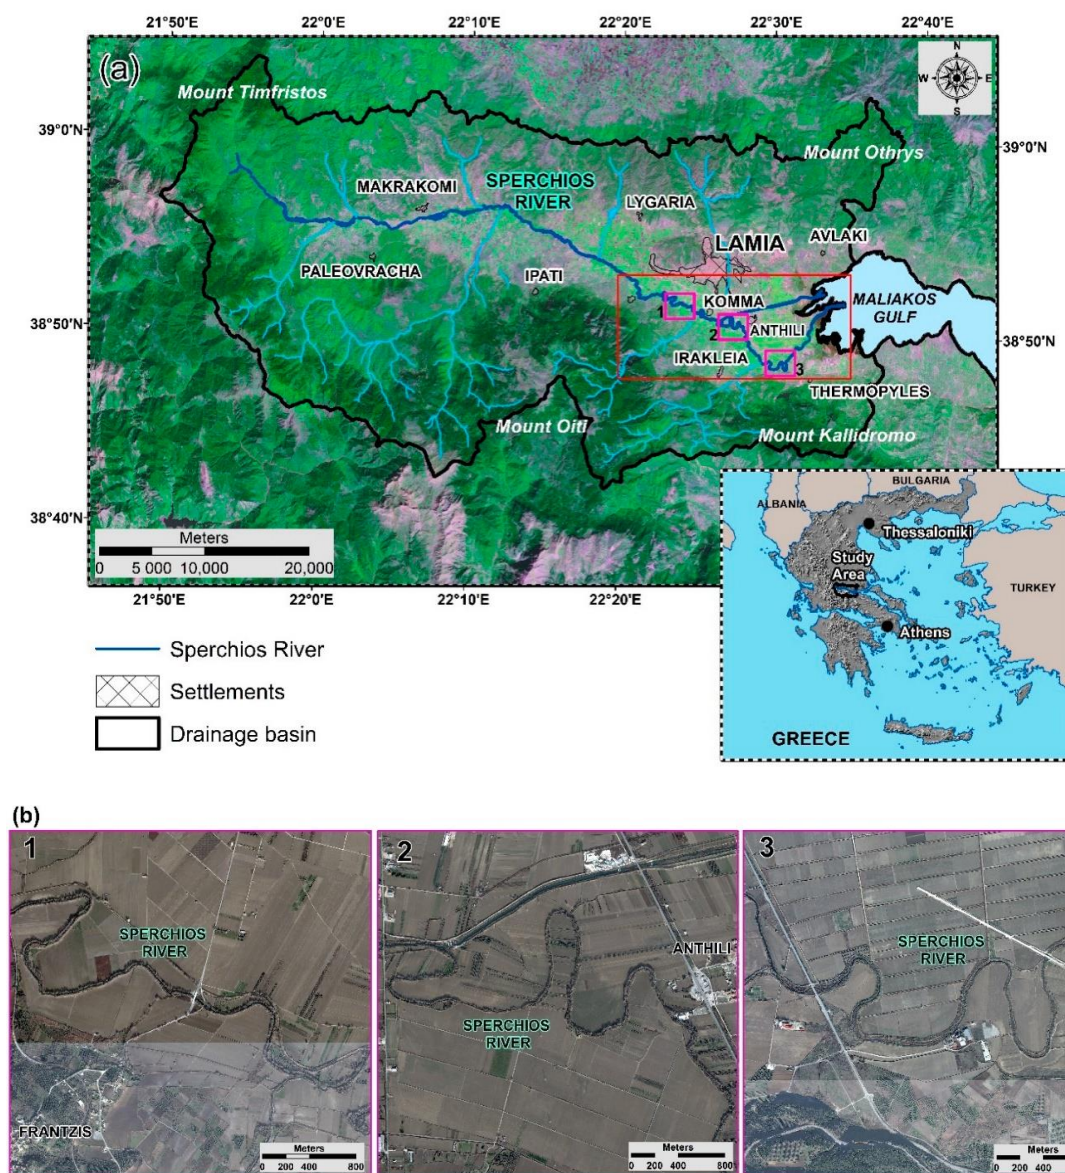 21°50'E 22°0'E 22°10'E 22°20'E 22°30'E 22°40'E
(a)
N
W E
S
Mount Timfristos
39°0'N
39°0'N
Mount Othrys
MAKRAKOMI
SPERCHIOS
RIVER
LYGARIA
LAMIA
AVLAKI
PALEOVRACHA
IPATI
KOMMA
MALIAKOS
GULF
1
2
ANTHILI
38°50'N
38°50'N
IRAKLEIA
3
THERMOPYLES
Mount Oiti
Mount Kallidromo
38°40'N
Meters
0 5 000 10,000 20,000
21°50'E 22°0'E 22°10'E 22°20'E
BULGARIA
ALBANIA
Thessaloniki
Study
Area
TURKEY
Athens
GREECE
Sperchios River
Settlements
Drainage basin
(b)
1
SPERCHIOS
RIVER
FRANTZIS
Meters
0 200 400 800
2
ANTHILI
SPERCHIOS
RIVER
Meters
0 200 400 800
3
SPERCHIOS
RIVER
Meters
0 200 400